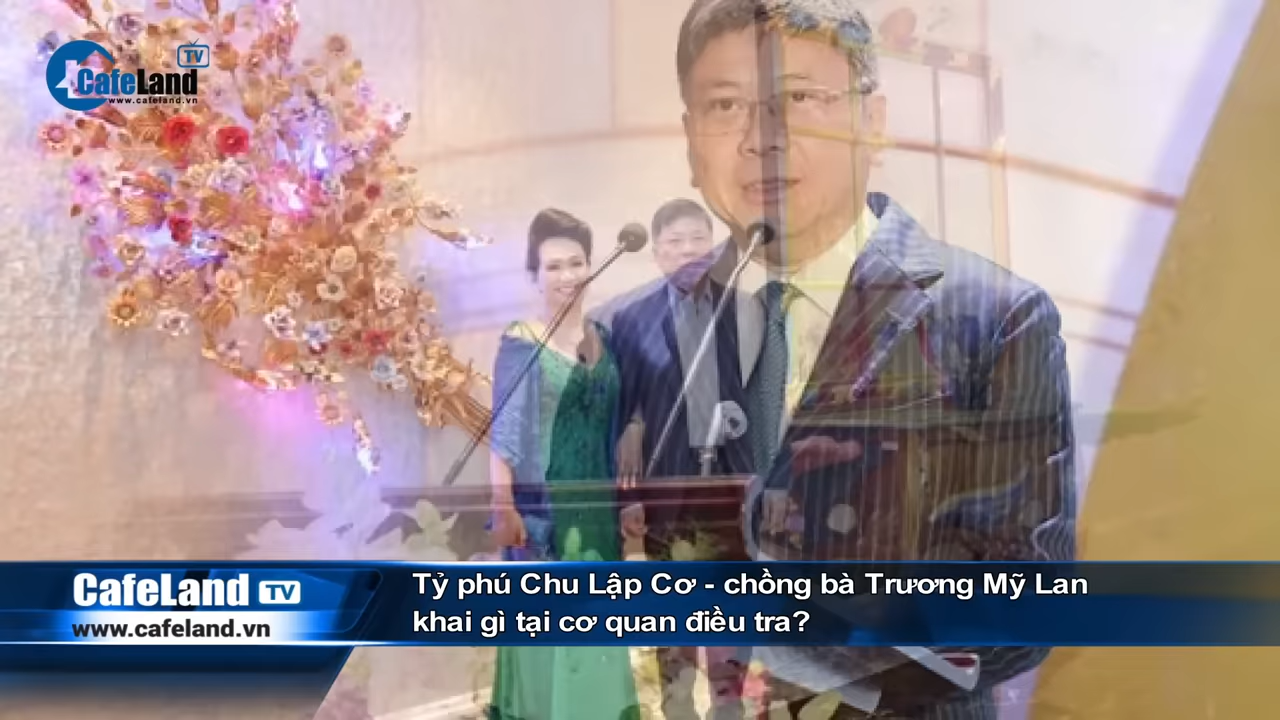 CafeLand TV
www.cafeland.vn
CafeLand TV
www.cafeland.vn
Tỷ phú Chu Lập Cơ - chồng bà Trương Mỹ Lan
khai gì tại cơ quan điều tra?